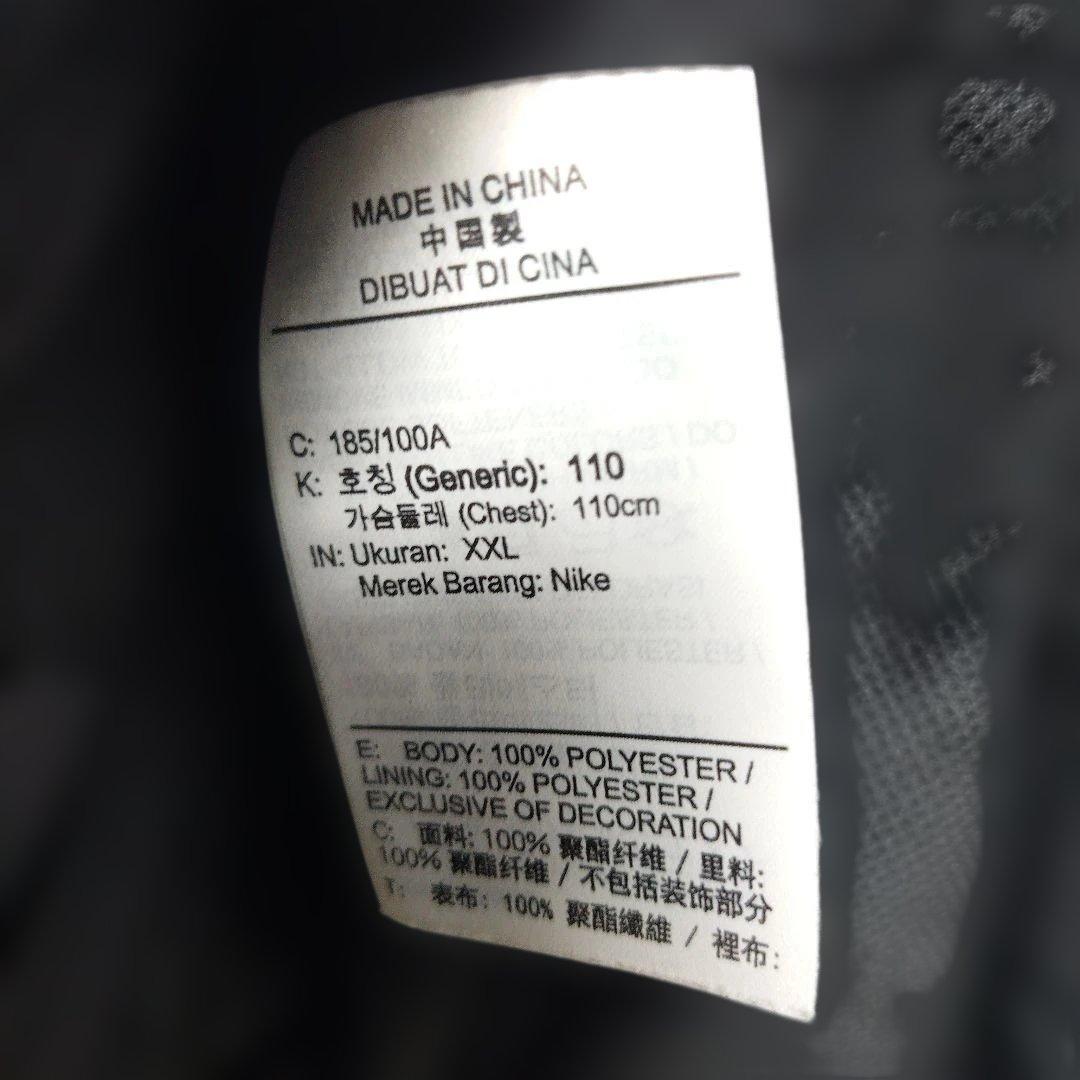 MADE IN CHINA
中国製
DIBUAT DI CINA
C: 185/100A
K: 호칭 (Generic): 110
가슴둘레 (Chest): 110cm
IN: Ukuran: XXL
Merek Barang: Nike
E: BODY: 100% POLYESTER /
LINING: 100% POLYESTER /
EXCLUSIVE OF DECORATION
C: 面料: 100% 聚酯纤维 / 里料:
100% 聚酯纤维 / 不包括装饰部分
T: 表布: 100% 聚酯纖維 / 裡布: